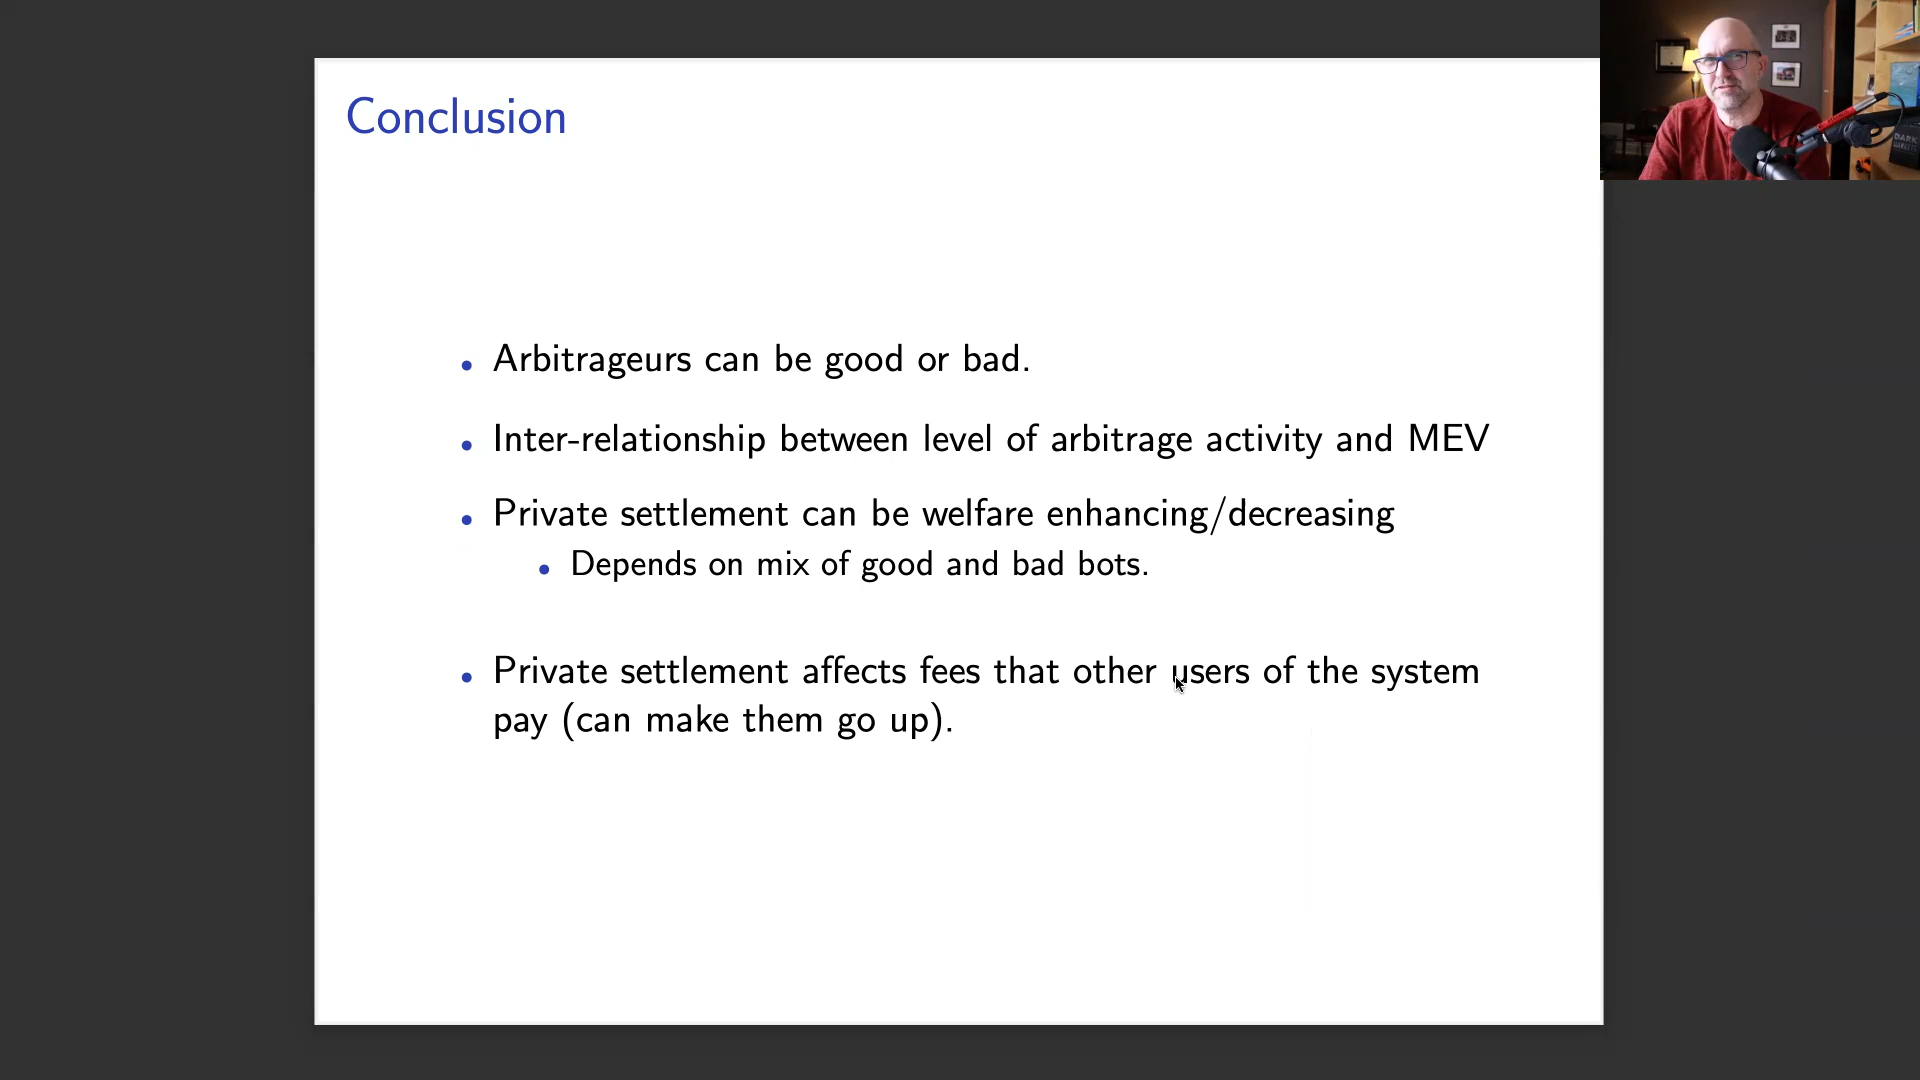 Conclusion
Arbitrageurs can be good or bad.
Inter-relationship between level of arbitrage activity and MEV
Private settlement can be welfare enhancing/decreasing
Depends on mix of good and bad bots.
Private settlement affects fees that other users of the system
pay (can make them go up).
DARK
MARKETS